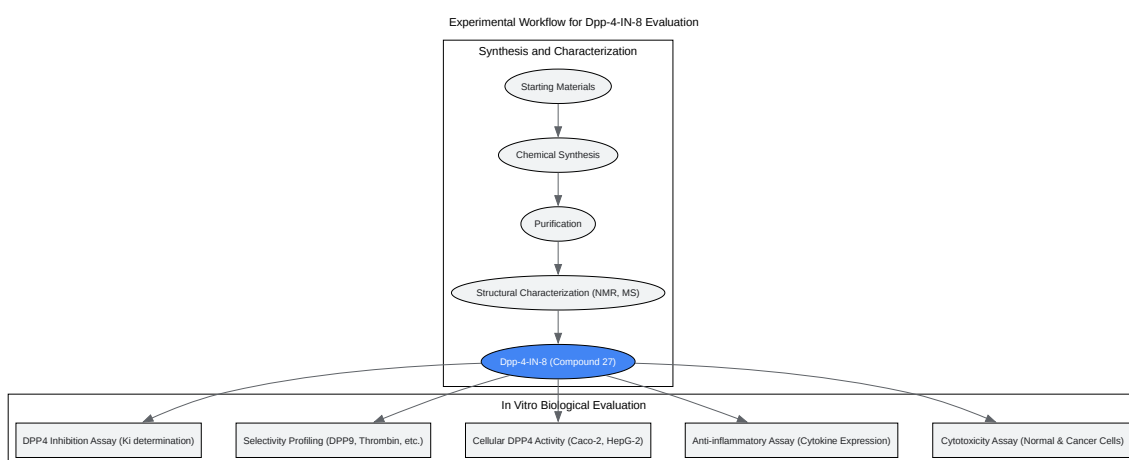 Experimental Workflow for Dpp-4-IN-8 Evaluation
Synthesis and Characterization
Starting Materials
Chemical Synthesis
Purification
Structural Characterization (NMR, MS)
Dpp-4-IN-8 (Compound 27)
In Vitro Biological Evaluation
DPP4 Inhibition Assay (Ki determination)
Selectivity Profiling (DPP9, Thrombin, etc.)
Cellular DPP4 Activity (Caco-2, HepG-2)
Anti-inflammatory Assay (Cytokine Expression)
Cytotoxicity Assay (Normal & Cancer Cells)